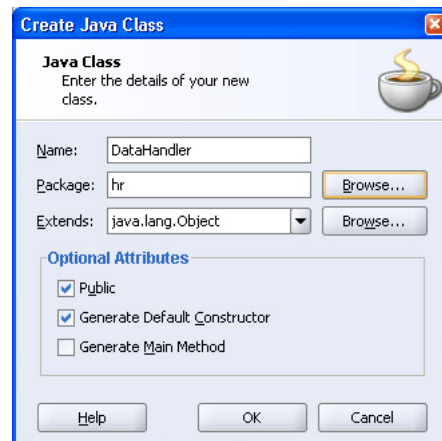 Create Java Class
Java Class
Enter the details of your new
class.
Name: DataHandler
Package: hr Browse...
Extends: java.lang.Object Browse...
Optional Attributes
Public
Generate Default Constructor
Generate Main Method
Help OK Cancel